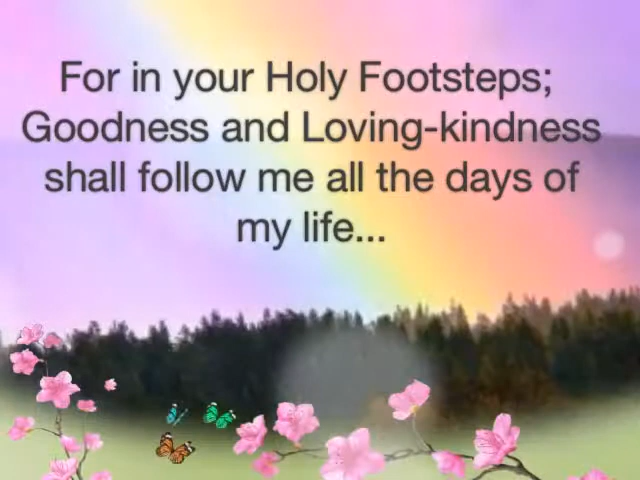 For in your Holy Footsteps;
Goodness and Loving-kindness
shall follow me all the days of
my life...